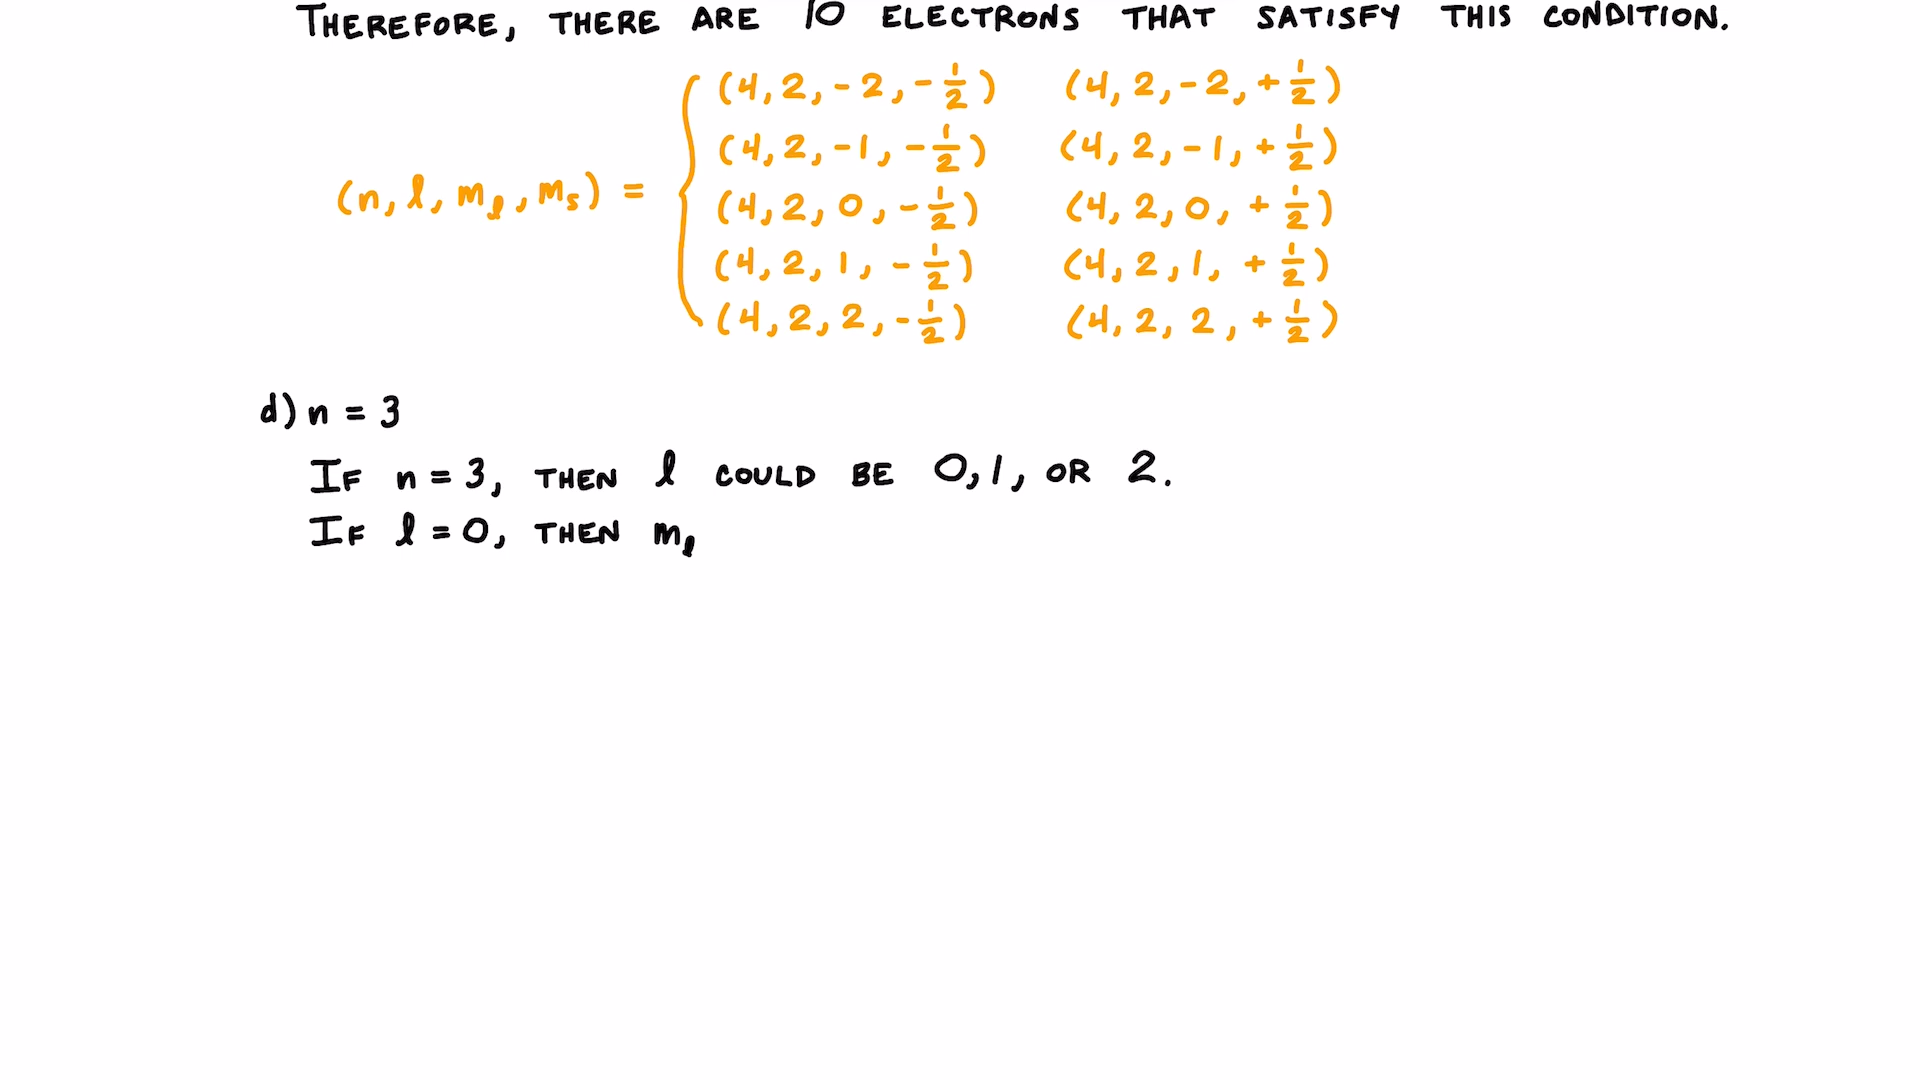 THEREFORE, THERE ARE 10 ELECTRONS THAT SATISFY THIS CONDITION.
(4, 2, -2, -1/2) (4, 2, -2, +1/2)
(4, 2, -1, -1/2) (4, 2, -1, +1/2)
(n, l, mₗ, mₛ) = { (4, 2, 0, -1/2) (4, 2, 0, +1/2)
(4, 2, 1, -1/2) (4, 2, 1, +1/2)
(4, 2, 2, -1/2) (4, 2, 2, +1/2)
d) n = 3
IF n = 3, THEN l COULD BE 0, 1, OR 2.
IF l = 0, THEN mₗ